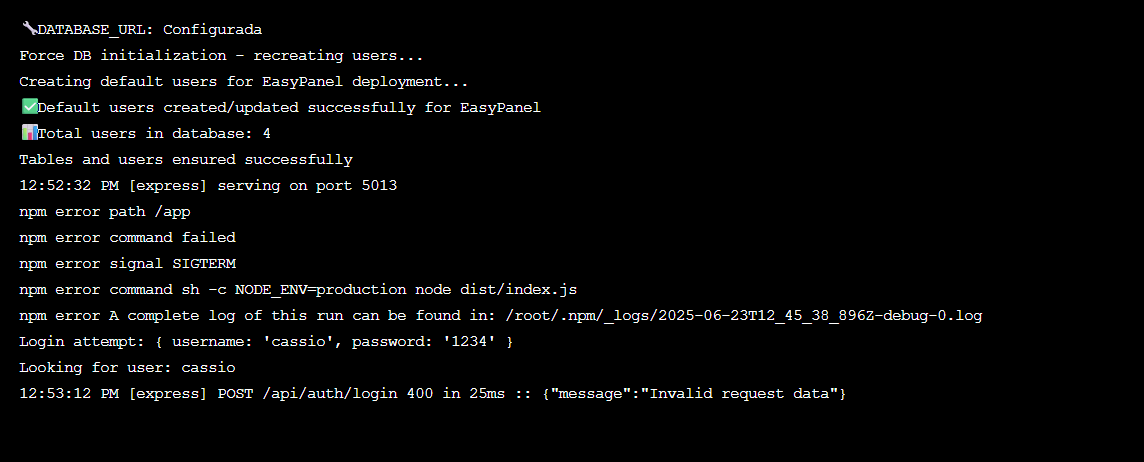 🔧DATABASE_URL: Configurada
Force DB initialization - recreating users...
Creating default users for EasyPanel deployment...
✅Default users created/updated successfully for EasyPanel
📊Total users in database: 4
Tables and users ensured successfully
12:52:32 PM [express] serving on port 5013
npm error path /app
npm error command failed
npm error signal SIGTERM
npm error command sh -c NODE_ENV=production node dist/index.js
npm error A complete log of this run can be found in: /root/.npm/_logs/2025-06-23T12_45_38_896Z-debug-0.log
Login attempt: { username: 'cassio', password: '1234' }
Looking for user: cassio
12:53:12 PM [express] POST /api/auth/login 400 in 25ms :: {"message":"Invalid request data"}